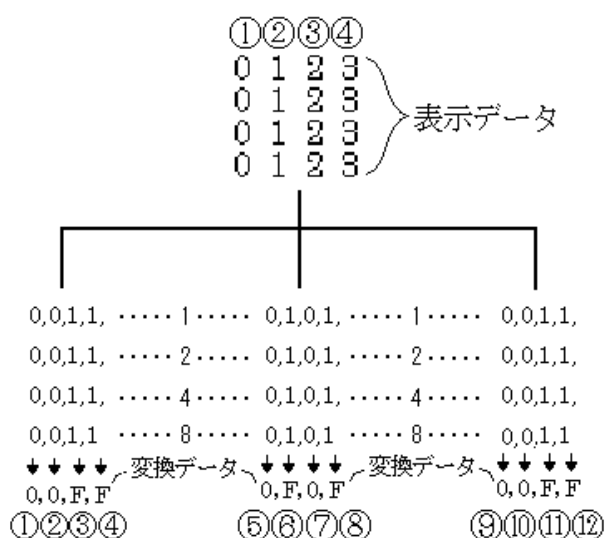 ①②③④
0 1 2 3
0 1 2 3
0 1 2 3
0 1 2 3
表示データ
0,0,1,1, ・・・・・ 1 ・・・・・ 0,1,0,1, ・・・・・ 1 ・・・・・ 0,0,1,1,
0,0,1,1, ・・・・・ 2 ・・・・・ 0,1,0,1, ・・・・・ 2 ・・・・・ 0,0,1,1,
0,0,1,1, ・・・・・ 4 ・・・・・ 0,1,0,1, ・・・・・ 4 ・・・・・ 0,0,1,1,
0,0,1,1 ・・・・・ 8 ・・・・・ 0,1,0,1 ・・・・・ 8 ・・・・・ 0,0,1,1
変換データ 変換データ
0,0,F,F 0,F,0,F 0,0,F,F
①②③④ ⑤⑥⑦⑧ ⑨⑩⑪⑫